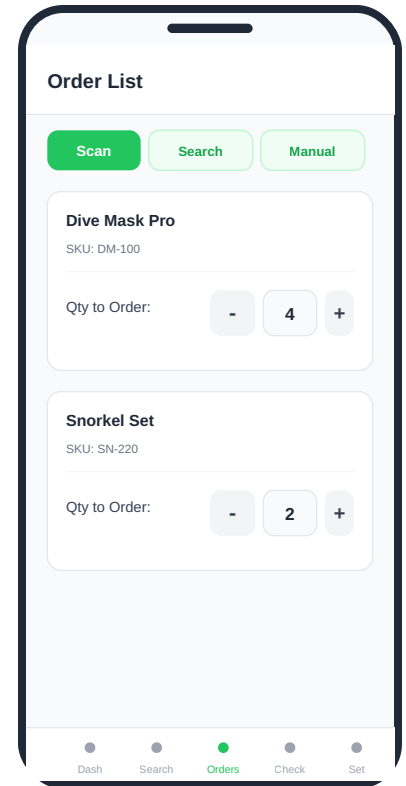 Order List
Scan Search Manual
Dive Mask Pro
SKU: DM-100
Qty to Order: - 4 +
Snorkel Set
SKU: SN-220
Qty to Order: - 2 +
Dash Search Orders Check Set